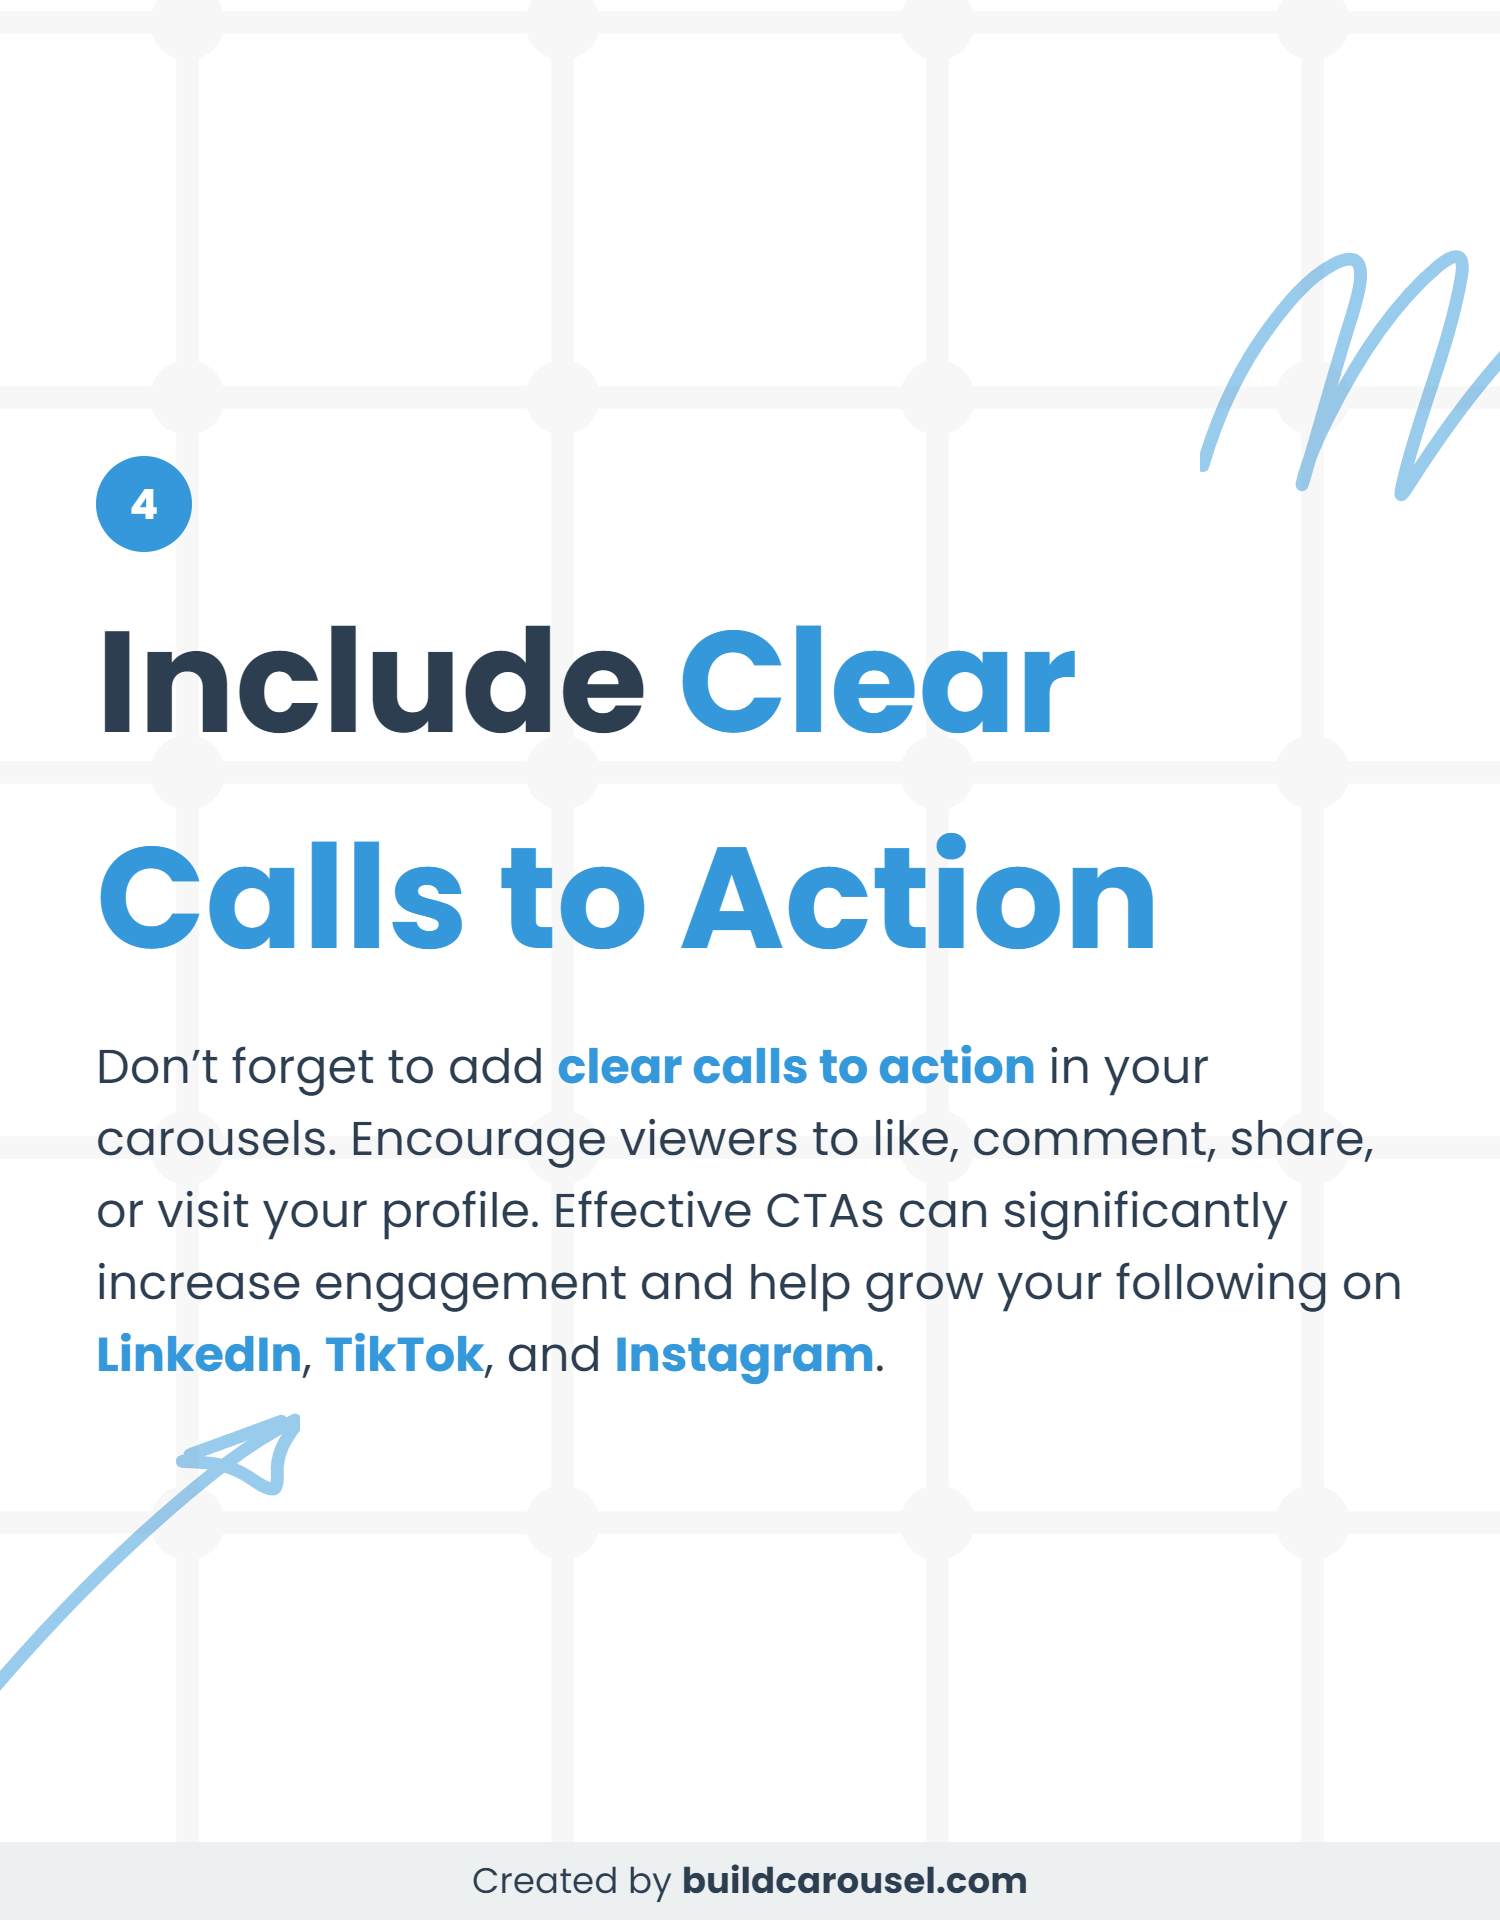 4
Include Clear
Calls to Action
Don’t forget to add clear calls to action in your
carousels. Encourage viewers to like, comment, share,
or visit your profile. Effective CTAs can significantly
increase engagement and help grow your following on
LinkedIn, TikTok, and Instagram.
Created by buildcarousel.com